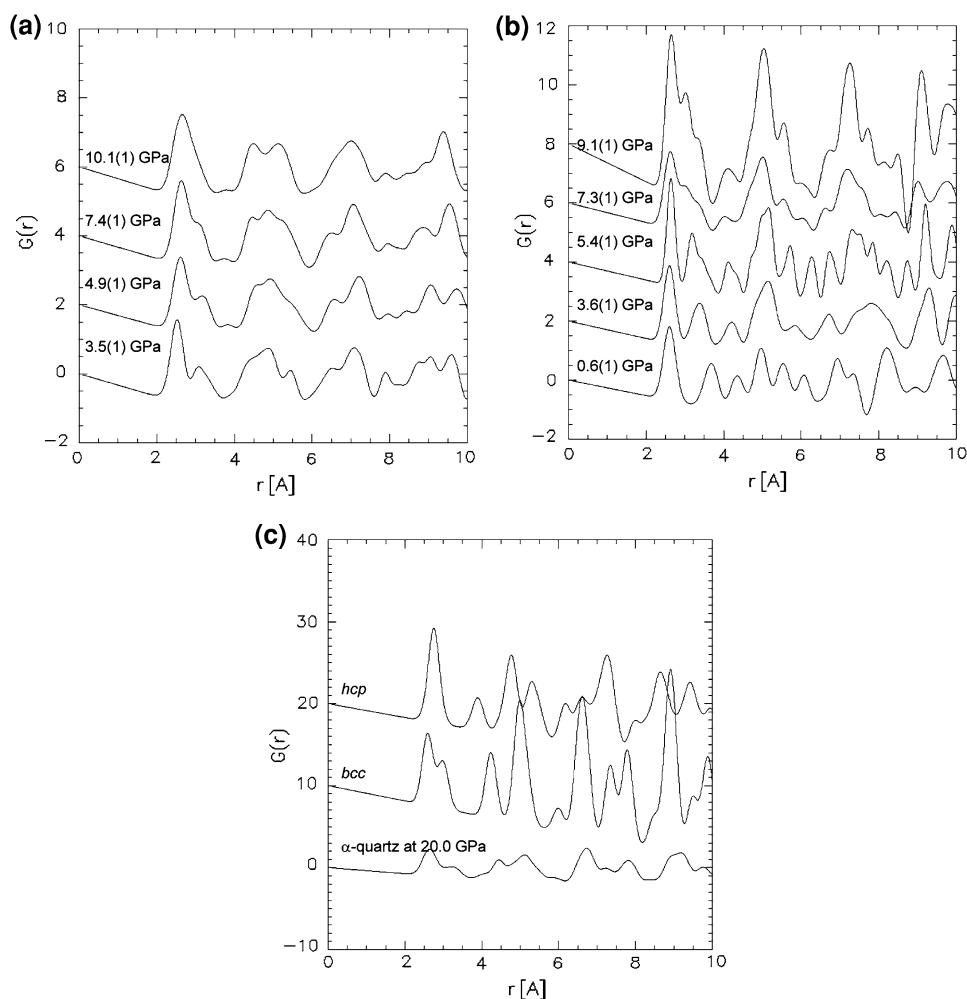 (a)
10
8
6
4
2
0
−2
G(r)
10.1(1) GPa
7.4(1) GPa
4.9(1) GPa
3.5(1) GPa
0 2 4 6 8 10
r [A]
(b)
12
10
8
6
4
2
0
−2
G(r)
9.1(1) GPa
7.3(1) GPa
5.4(1) GPa
3.6(1) GPa
0.6(1) GPa
0 2 4 6 8 10
r [A]
(c)
40
30
20
10
0
−10
G(r)
hcp
bcc
α-quartz at 20.0 GPa
0 2 4 6 8 10
r [A]